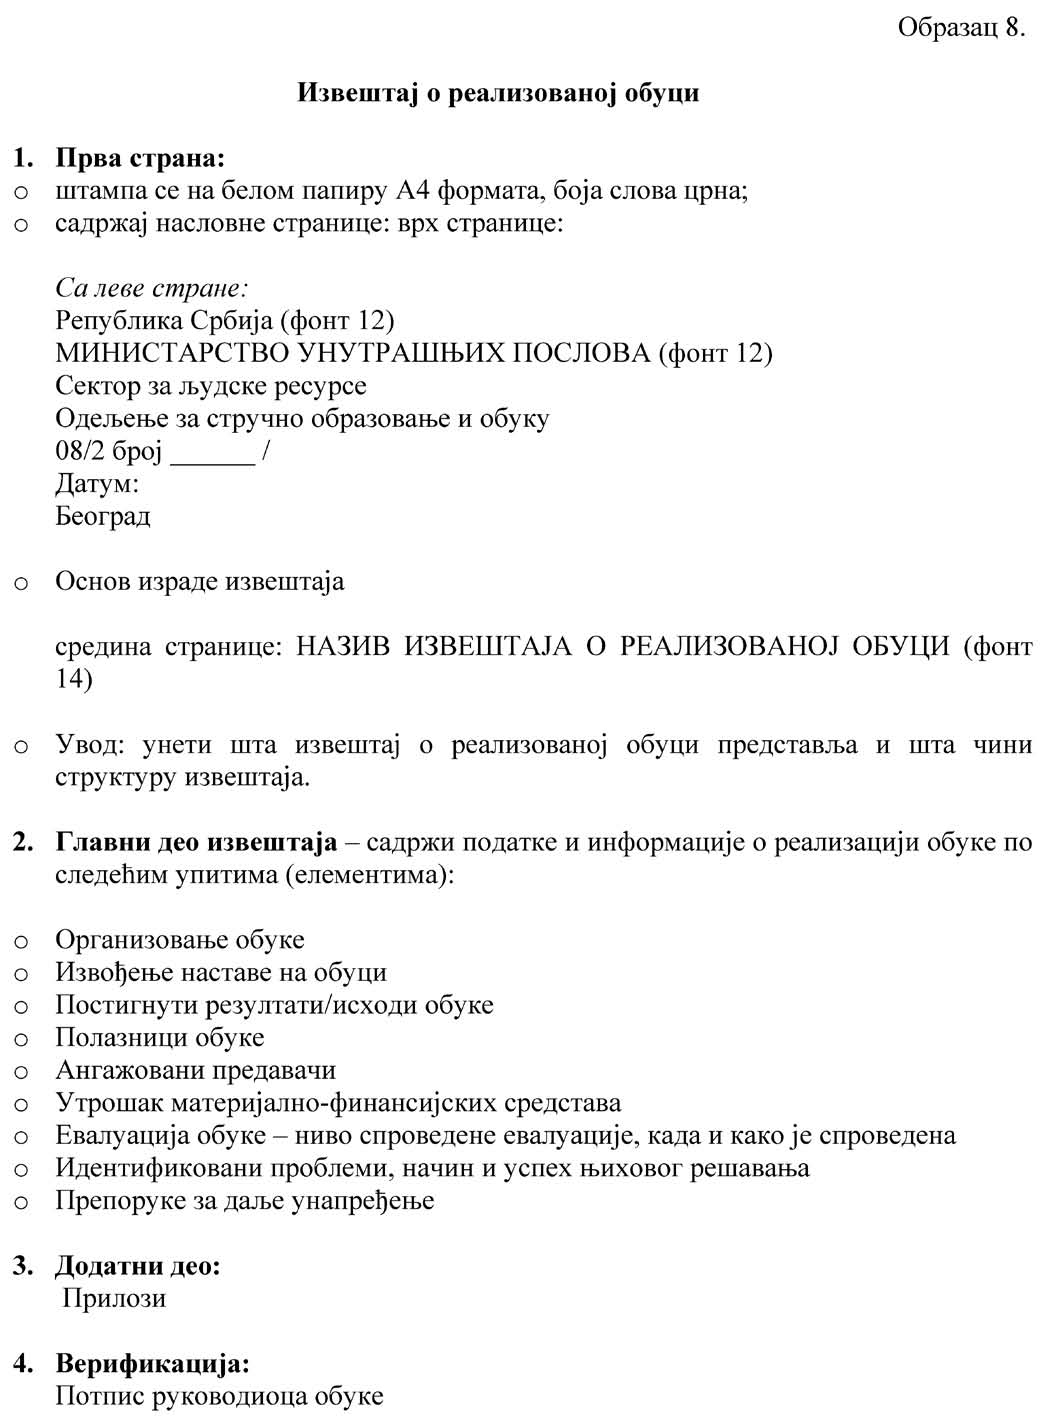 Образац 8.
Извештај о реализованој обуци
1. Прва страна:
○ штампа се на белом папиру А4 формата, боја слова црна;
○ садржај насловне странице: врх странице:
Са леве стране:
Република Србија (фонт 12)
МИНИСТАРСТВО УНУТРАШЊИХ ПОСЛОВА (фонт 12)
Сектор за људске ресурсе
Одељење за стручно образовање и обуку
08/2 број ______ /
Датум:
Београд
○ Основ израде извештаја
средина странице: НАЗИВ ИЗВЕШТАЈА О РЕАЛИЗОВАНОЈ ОБУЦИ (фонт
14)
○ Увод: унети шта извештај о реализованој обуци представља и шта чини
структуру извештаја.
2. Главни део извештаја – садржи податке и информације о реализацији обуке по
следећим упитима (елементима):
○ Организовање обуке
○ Извођење наставе на обуци
○ Постигнути резултати/исходи обуке
○ Полазници обуке
○ Ангажовани предавачи
○ Утрошак материјално-финансијских средстава
○ Евалуација обуке – ниво спроведене евалуације, када и како је спроведена
○ Идентификовани проблеми, начин и успех њиховог решавања
○ Препоруке за даље унапређење
3. Додатни део:
Прилози
4. Верификација:
Потпис руководиоца обуке